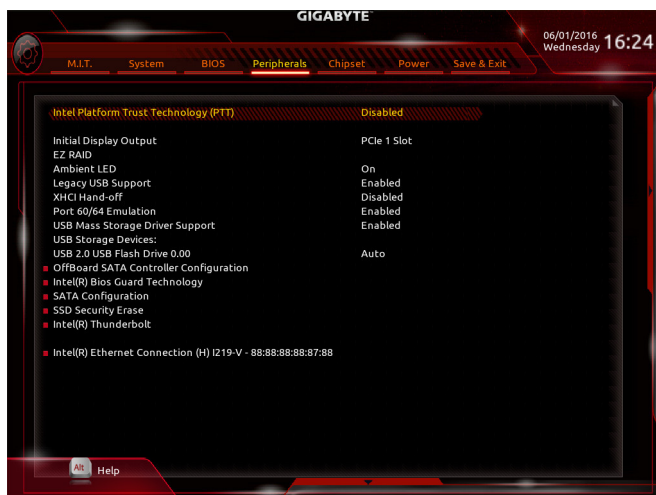 GIGABYTE™
06/01/2016 Wednesday 16:24
M.I.T. System BIOS Peripherals Chipset Power Save & Exit
Intel Platform Trust Technology (PTT) Disabled
Initial Display Output PCIe 1 Slot
EZ RAID
Ambient LED On
Legacy USB Support Enabled
XHCI Hand-off Disabled
Port 60/64 Emulation Enabled
USB Mass Storage Driver Support Enabled
USB Storage Devices:
USB 2.0 USB Flash Drive 0.00 Auto
OffBoard SATA Controller Configuration
Intel(R) Bios Guard Technology
SATA Configuration
SSD Security Erase
Intel(R) Thunderbolt
Intel(R) Ethernet Connection (H) I219-V - 88:88:88:88:87:88
Alt Help